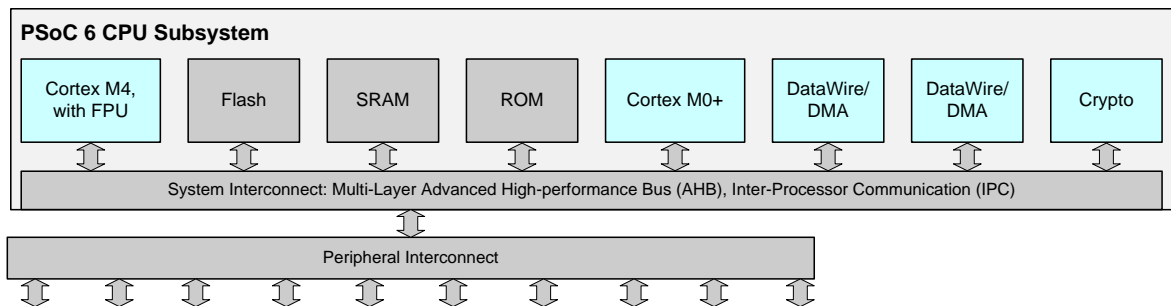 PSoC 6 CPU Subsystem
Cortex M4,
with FPU
Flash
SRAM
ROM
Cortex M0+
DataWire/
DMA
DataWire/
DMA
Crypto
System Interconnect: Multi-Layer Advanced High-performance Bus (AHB), Inter-Processor Communication (IPC)
Peripheral Interconnect